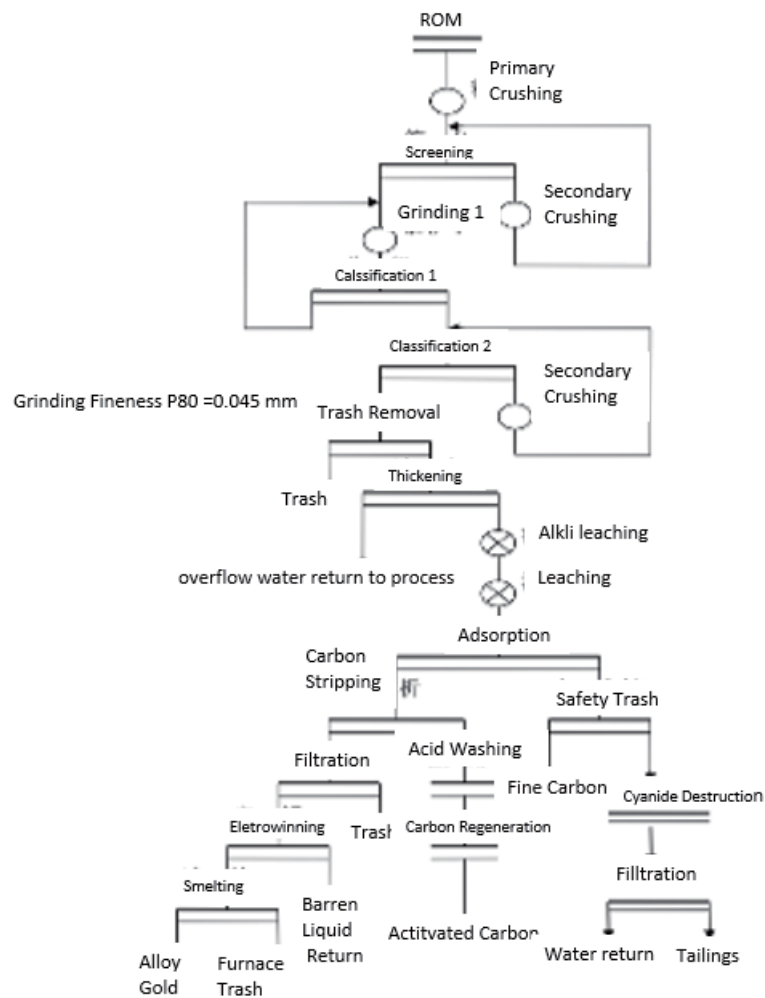 ROM
Primary
Crushing
Screening
Secondary
Crushing
Grinding 1
Calssification 1
Classification 2
Secondary
Crushing
Grinding Fineness P80 =0.045 mm
Trash Removal
Thickening
Trash
Alkli leaching
overflow water return to process
Leaching
Adsorption
Carbon
Stripping
析
Safety Trash
Acid Washing
Filtration
Fine Carbon
Cyanide Destruction
Eletrowinning
Trash
Carbon Regeneration
Filltration
Smelting
Barren
Liquid
Return
Actitvated Carbon
Water return
Tailings
Alloy
Gold
Furnace
Trash